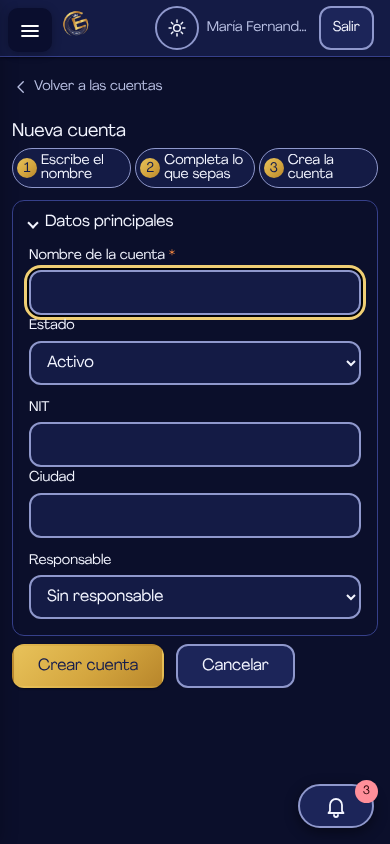 María Fernand...
Salir
Volver a las cuentas
Nueva cuenta
1 Escribe el
nombre
2 Completa lo
que sepas
3 Crea la
cuenta
Datos principales
Nombre de la cuenta *
Estado
Activo
NIT
Ciudad
Responsable
Sin responsable
Crear cuenta
Cancelar
3